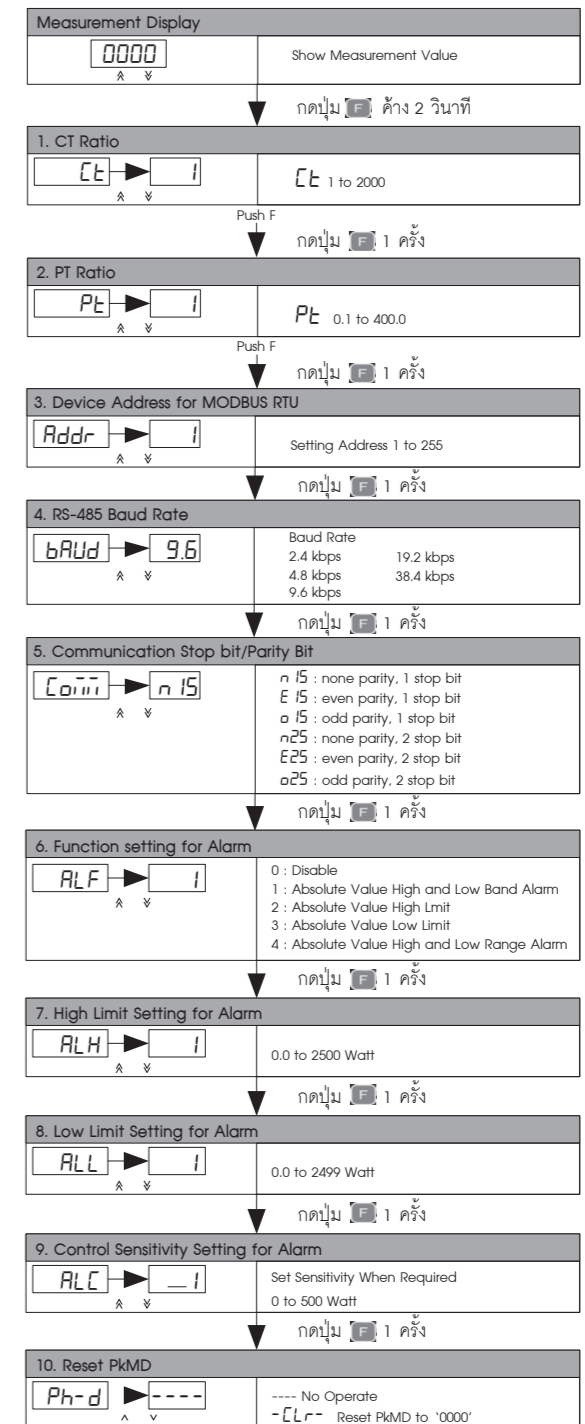 Measurement Display
0000
Show Measurement Value
กดปุ่ม F ค้าง 2 วินาที
1. CT Ratio
Ct 1
Ct 1 to 2000
Push F
กดปุ่ม F 1 ครั้ง
2. PT Ratio
Pt 1
Pt 0.1 to 400.0
Push F
กดปุ่ม F 1 ครั้ง
3. Device Address for MODBUS RTU
Addr 1
Setting Address 1 to 255
กดปุ่ม F 1 ครั้ง
4. RS-485 Baud Rate
bAUd 9.6
Baud Rate
2.4 kbps 19.2 kbps
4.8 kbps 38.4 kbps
9.6 kbps
กดปุ่ม F 1 ครั้ง
5. Communication Stop bit/Parity Bit
Comm n 1S
n 1S : none parity, 1 stop bit
E 1S : even parity, 1 stop bit
o 1S : odd parity, 1 stop bit
n2S : none parity, 2 stop bit
E2S : even parity, 2 stop bit
o2S : odd parity, 2 stop bit
กดปุ่ม F 1 ครั้ง
6. Function setting for Alarm
ALF 1
0 : Disable
1 : Absolute Value High and Low Band Alarm
2 : Absolute Value High Lmit
3 : Absolute Value Low Limit
4 : Absolute Value High and Low Range Alarm
กดปุ่ม F 1 ครั้ง
7. High Limit Setting for Alarm
ALH 1
0.0 to 2500 Watt
กดปุ่ม F 1 ครั้ง
8. Low Limit Setting for Alarm
ALL 1
0.0 to 2499 Watt
กดปุ่ม F 1 ครั้ง
9. Control Sensitivity Setting for Alarm
ALC _1
Set Sensitivity When Required
0 to 500 Watt
กดปุ่ม F 1 ครั้ง
10. Reset PkMD
Ph-d ----
---- No Operate
-CLr- Reset PkMD to '0000'